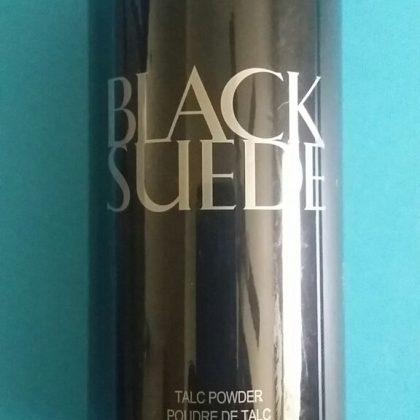 BLACK
SUEDE
TALC POWDER
POUDRE DE TALC